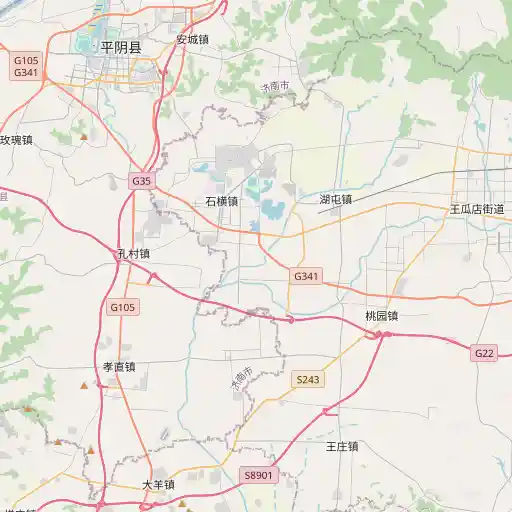 安城镇
平阴县
G105
G341
济南市
玫瑰镇
G35
县
石横镇
湖屯镇
王瓜店街道
孔村镇
G341
G105
桃园镇
G22
孝直镇
济南市
S243
王庄镇
S8901
大羊镇